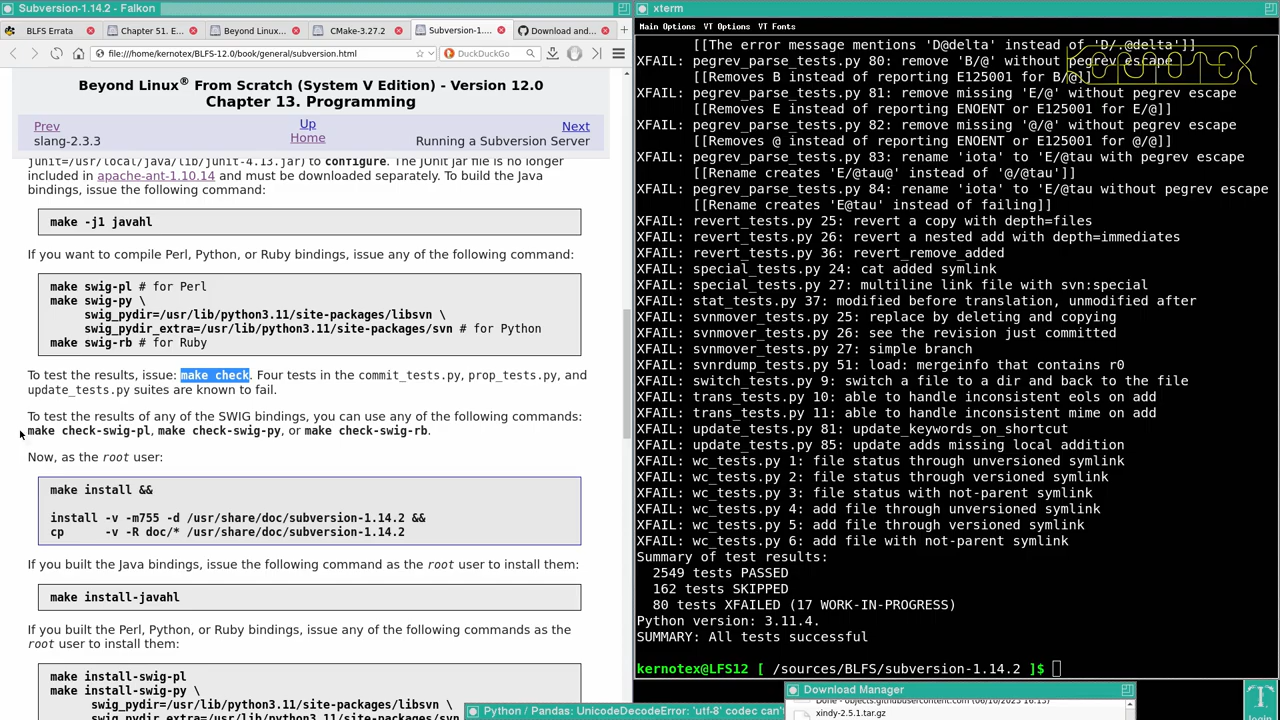 Subversion-1.14.2 - Falkon
BLFS Errata
Chapter 51. E...
Beyond Linux...
CMake-3.27.2
Subversion-1...
Download and...
file:///home/kernotex/BLFS-12.0/book/general/subversion.html
DuckDuckGo
Beyond Linux® From Scratch (System V Edition) - Version 12.0
Chapter 13. Programming
Prev
Up
Next
slang-2.3.3
Home
Running a Subversion Server
junit=/usr/local/java/lib/junit-4.13.jar) to configure. The JUnit jar file is no longer
included in apache-ant-1.10.14 and must be downloaded separately. To build the Java
bindings, issue the following command:
make -j1 javahl
If you want to compile Perl, Python, or Ruby bindings, issue any of the following command:
make swig-pl # for Perl
make swig-py \
swig_pydir=/usr/lib/python3.11/site-packages/libsvn \
swig_pydir_extra=/usr/lib/python3.11/site-packages/svn # for Python
make swig-rb # for Ruby
To test the results, issue: make check. Four tests in the commit_tests.py, prop_tests.py, and
update_tests.py suites are known to fail.
To test the results of any of the SWIG bindings, you can use any of the following commands:
make check-swig-pl, make check-swig-py, or make check-swig-rb.
Now, as the root user:
make install &&
install -v -m755 -d /usr/share/doc/subversion-1.14.2 &&
cp -v -R doc/* /usr/share/doc/subversion-1.14.2
If you built the Java bindings, issue the following command as the root user to install them:
make install-javahl
If you built the Perl, Python, or Ruby bindings, issue any of the following commands as the
root user to install them:
make install-swig-pl
make install-swig-py \
swig_pydir=/usr/lib/python3.11/site-packages/libsvn \
swig_pydir_extra=/usr/lib/python3.11/site-packages/svn
xterm
Main Options VT Options VT Fonts
KERNOTEX
[[The error message mentions 'D@delta' instead of 'D/.@delta']]
XFAIL: pegrev_parse_tests.py 80: remove 'B/@' without pegrev escape
[[Removes B instead of reporting E125001 for B/@]]
XFAIL: pegrev_parse_tests.py 81: remove missing 'E/@' without pegrev escape
[[Removes E instead of reporting ENOENT or E125001 for E/@]]
XFAIL: pegrev_parse_tests.py 82: remove missing '@/@' without pegrev escape
[[Removes @ instead of reporting ENOENT or E125001 for @/@]]
XFAIL: pegrev_parse_tests.py 83: rename 'iota' to 'E/@tau with pegrev escape
[[Rename creates 'E/@tau@' instead of '@/@tau']]
XFAIL: pegrev_parse_tests.py 84: rename 'iota' to 'E/@tau without pegrev escape
[[Rename creates 'E@tau' instead of failing]]
XFAIL: revert_tests.py 25: revert a copy with depth=files
XFAIL: revert_tests.py 26: revert a nested add with depth=immediates
XFAIL: revert_tests.py 36: revert_remove_added
XFAIL: special_tests.py 24: cat added symlink
XFAIL: special_tests.py 27: multiline link file with svn:special
XFAIL: stat_tests.py 37: modified before translation, unmodified after
XFAIL: svnmover_tests.py 25: replace by deleting and copying
XFAIL: svnmover_tests.py 26: see the revision just committed
XFAIL: svnmover_tests.py 27: simple branch
XFAIL: svnrdump_tests.py 51: load: mergeinfo that contains r0
XFAIL: switch_tests.py 9: switch a file to a dir and back to the file
XFAIL: trans_tests.py 10: able to handle inconsistent eols on add
XFAIL: trans_tests.py 11: able to handle inconsistent mime on add
XFAIL: update_tests.py 81: update_keywords_on_shortcut
XFAIL: update_tests.py 85: update adds missing local addition
XFAIL: wc_tests.py 1: file status through unversioned symlink
XFAIL: wc_tests.py 2: file status through versioned symlink
XFAIL: wc_tests.py 3: file status with not-parent symlink
XFAIL: wc_tests.py 4: add file through unversioned symlink
XFAIL: wc_tests.py 5: add file through versioned symlink
XFAIL: wc_tests.py 6: add file with not-parent symlink
Summary of test results:
2549 tests PASSED
162 tests SKIPPED
80 tests XFAILED (17 WORK-IN-PROGRESS)
Python version: 3.11.4.
SUMMARY: All tests successful
kernotex@LFS12 [ /sources/BLFS/subversion-1.14.2 ]$
Python / Pandas: UnicodeDecodeError: 'utf-8' codec can't
Download Manager
xindy-2.5.1.tar.gz